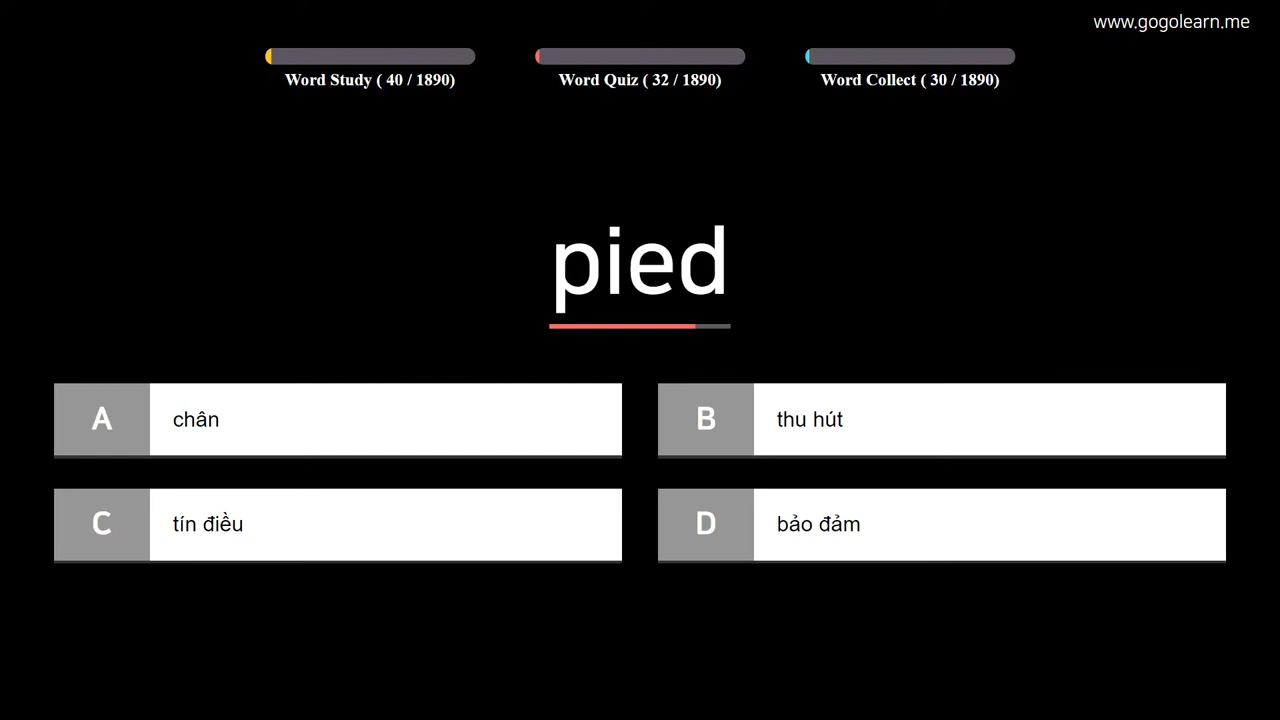 www.gogolearn.me
Word Study ( 40 / 1890)
Word Quiz ( 32 / 1890)
Word Collect ( 30 / 1890)
pied
A chân
B thu hút
C tín điều
D bảo đảm